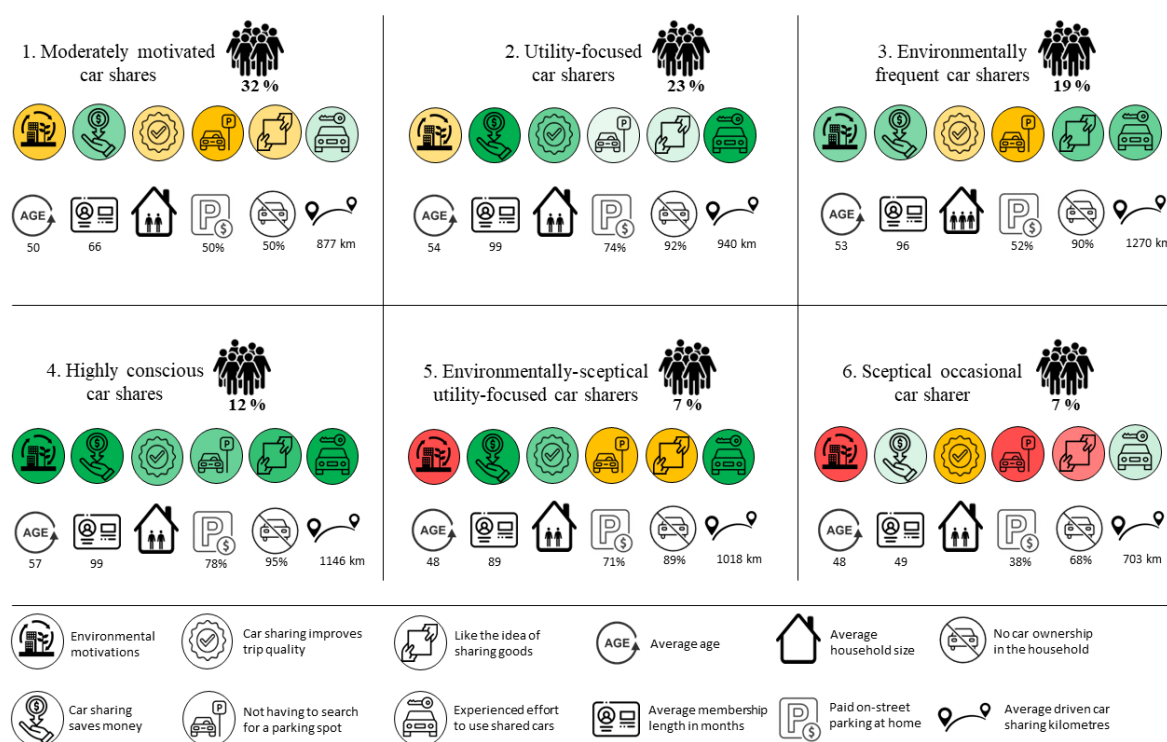 1. Moderately motivated
car shares
32 %
P
AGE
P
50
66
50%
50%
877 km
2. Utility-focused
car sharers
23 %
P
AGE
P
54
99
74%
92%
940 km
3. Environmentally
frequent car sharers
19 %
P
AGE
P
53
96
52%
90%
1270 km
4. Highly conscious
car shares
12 %
P
AGE
P
57
99
78%
95%
1146 km
5. Environmentally-sceptical
utility-focused car sharers
7 %
P
AGE
P
48
89
71%
89%
1018 km
6. Sceptical occasional
car sharer
7 %
P
AGE
P
48
49
38%
68%
703 km
Environmental
motivations
Car sharing improves
trip quality
Like the idea of
sharing goods
AGE
Average age
Average
household size
No car ownership
in the household
Car sharing
saves money
P
Not having to search
for a parking spot
Experienced effort
to use shared cars
Average membership
length in months
P
Paid on-street
parking at home
Average driven car
sharing kilometres